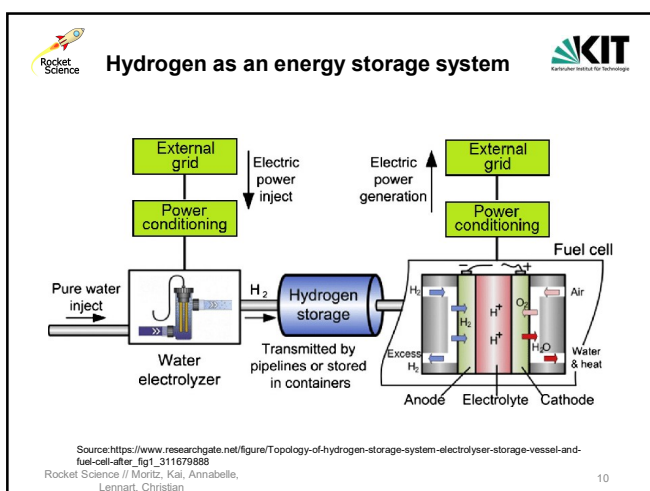 Rocket
Science
Hydrogen as an energy storage system
KIT
Karlsruher Institut für Technologie
External
grid
Electric
power
inject
Power
conditioning
Electric
power
generation
External
grid
Power
conditioning
Fuel cell
Pure water
inject
H2
Hydrogen
storage
Water
electrolyzer
Transmitted by
pipelines or stored
in containers
− +
H2
H2
Excess
H2
H+
H+
O2
H2O
Air
Water
& heat
Anode Electrolyte Cathode
Source:https://www.researchgate.net/figure/Topology-of-hydrogen-storage-system-electrolyser-storage-vessel-and-
fuel-cell-after_fig1_311679888
Rocket Science // Moritz, Kai, Annabelle,
Lennart, Christian
10